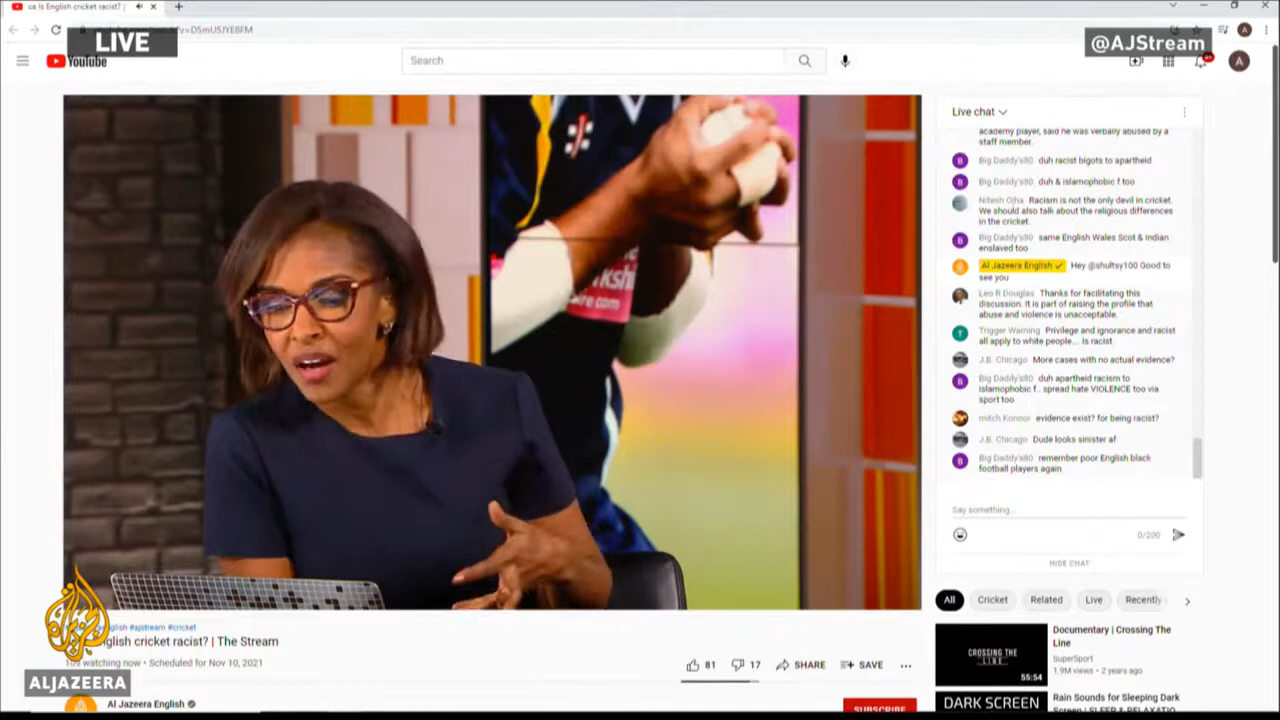 ᴜᴋ Is English cricket racist? |
LIVE
@AJStream
YouTube
Search
Live chat
academy player, said he was verbally abused by a
staff member.
Big Daddy's80 duh racist bigots to apartheid
Big Daddy's80 duh & islamophobic f too
Nitesh Ojha Racism is not the only devil in cricket.
We should also talk about the religious differences
in the cricket.
Big Daddy's80 same English Wales Scot & Indian
enslaved too
Al Jazeera English ✓ Hey @shultsy100 Good to
see you
Leo R Douglas Thanks for facilitating this
discussion. It is part of raising the profile that
abuse and violence is unacceptable.
Trigger Warning Privilege and ignorance and racist
all apply to white people.... Is racist
J.B. Chicago More cases with no actual evidence?
Big Daddy's80 duh apartheid racism to
islamophobic f.. spread hate VIOLENCE too via
sport too
mitch Konnor evidence exist? for being racist?
J.B. Chicago Dude looks sinister af
Big Daddy's80 remember poor English black
football players again
Say something...
0/200
HIDE CHAT
All
Cricket
Related
Live
Recently
#ajstream #cricket
English cricket racist? | The Stream
watching now • Scheduled for Nov 10, 2021
81
17
SHARE
SAVE
Al Jazeera English
SUBSCRIBE
ALJAZEERA
CROSSING THE
LINE
55:54
Documentary | Crossing The
Line
SuperSport
1.9M views • 2 years ago
DARK SCREEN
Rain Sounds for Sleeping Dark